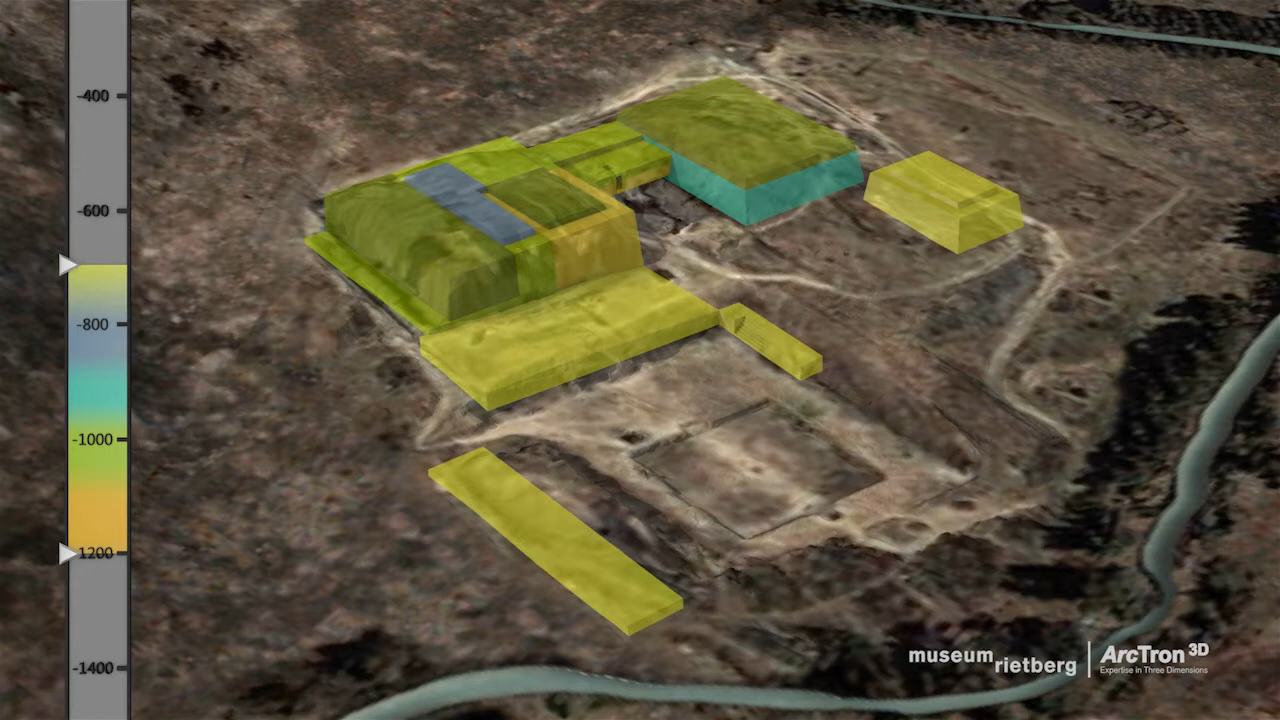 -400
-600
-800
-1000
1200
-1400
museum
rietberg
ArcTron 3D
Expertise in Three Dimensions